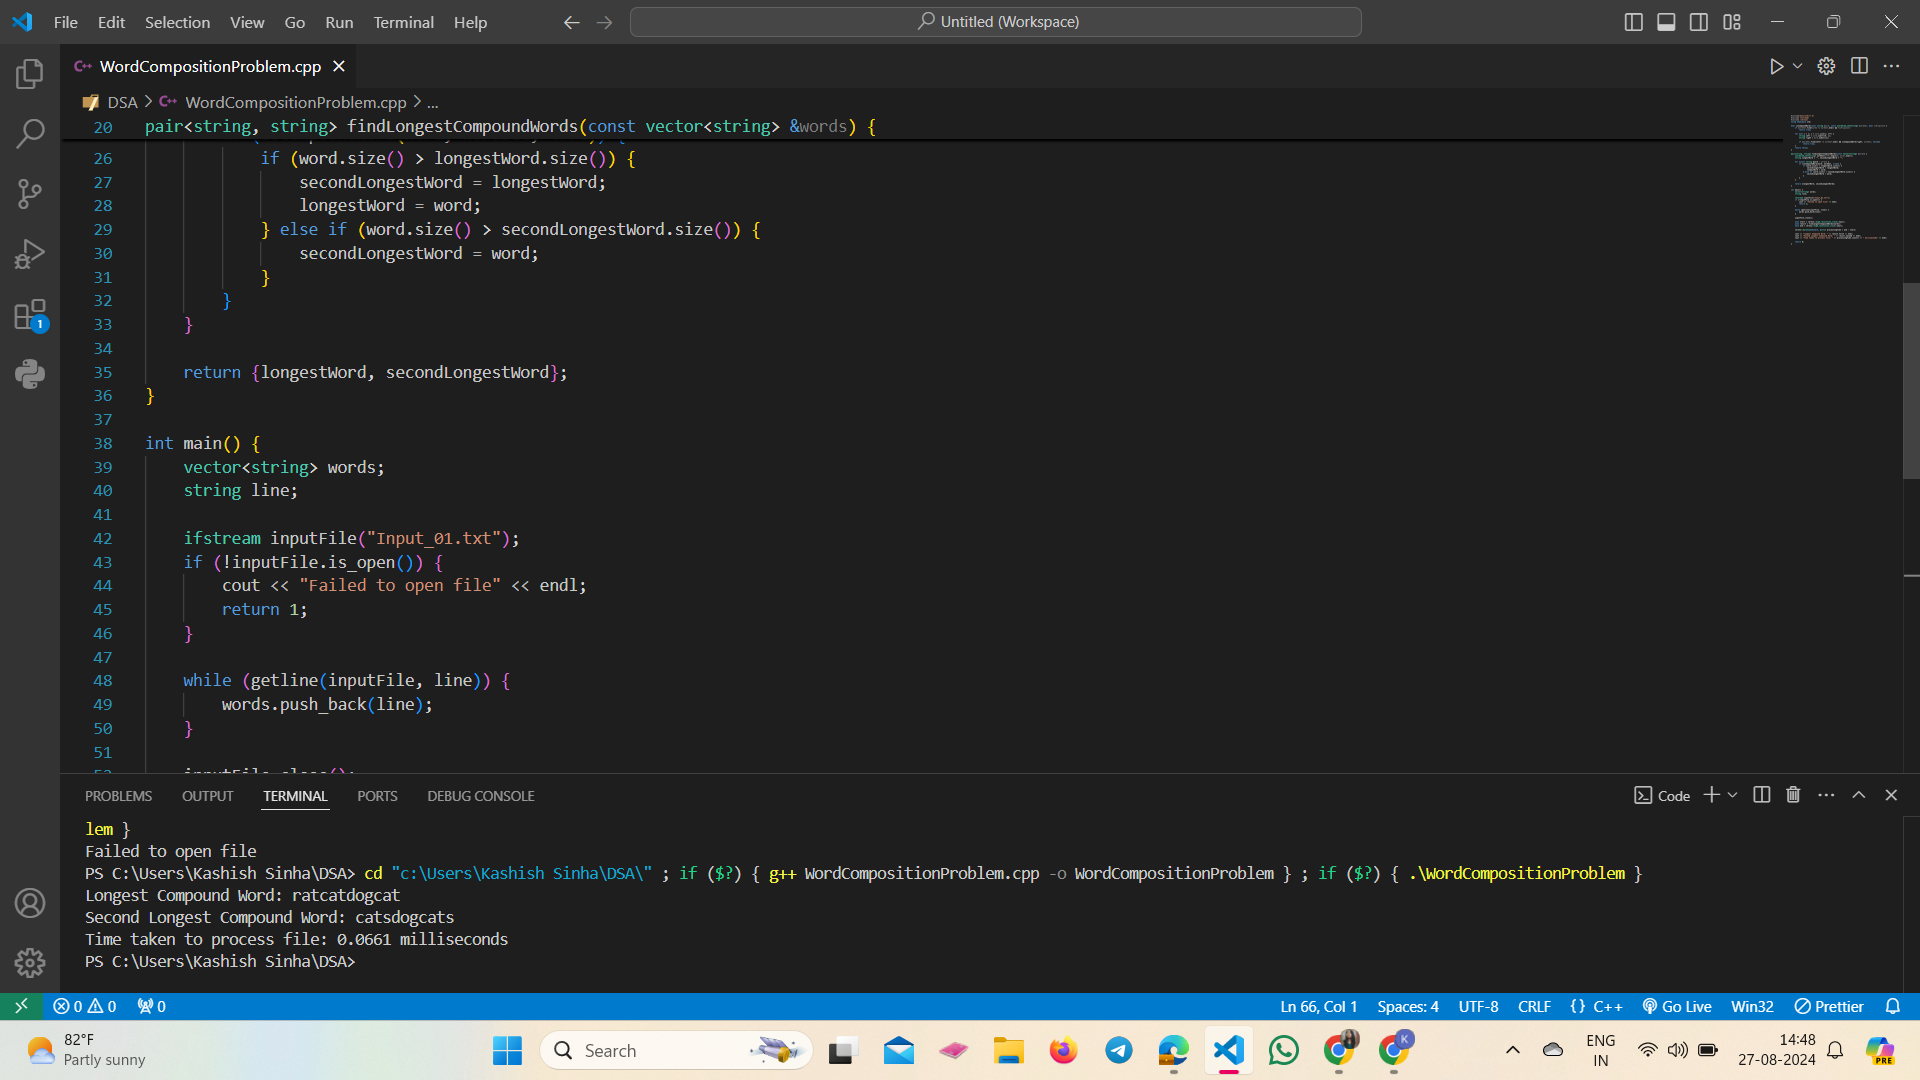 File Edit Selection View Go Run Terminal Help
Untitled (Workspace)
C++ WordCompositionProblem.cpp
DSA > C++ WordCompositionProblem.cpp > ...
20 pair<string, string> findLongestCompoundWords(const vector<string> &words) {
26 if (word.size() > longestWord.size()) {
27 secondLongestWord = longestWord;
28 longestWord = word;
29 } else if (word.size() > secondLongestWord.size()) {
30 secondLongestWord = word;
31 }
32 }
33 }
34
35 return {longestWord, secondLongestWord};
36 }
37
38 int main() {
39 vector<string> words;
40 string line;
41
42 ifstream inputFile("Input_01.txt");
43 if (!inputFile.is_open()) {
44 cout << "Failed to open file" << endl;
45 return 1;
46 }
47
48 while (getline(inputFile, line)) {
49 words.push_back(line);
50 }
51
52 inputFile.close();
PROBLEMS OUTPUT TERMINAL PORTS DEBUG CONSOLE
Code
lem }
Failed to open file
PS C:\Users\Kashish Sinha\DSA> cd "c:\Users\Kashish Sinha\DSA\" ; if ($?) { g++ WordCompositionProblem.cpp -o WordCompositionProblem } ; if ($?) { .\WordCompositionProblem }
Longest Compound Word: ratcatdogcat
Second Longest Compound Word: catsdogcats
Time taken to process file: 0.0661 milliseconds
PS C:\Users\Kashish Sinha\DSA>
1
0 0 0
Ln 66, Col 1 Spaces: 4 UTF-8 CRLF {} C++ Go Live Win32 Prettier
82°F
Partly sunny
Search
K
ENG
IN
14:48
27-08-2024
PRE